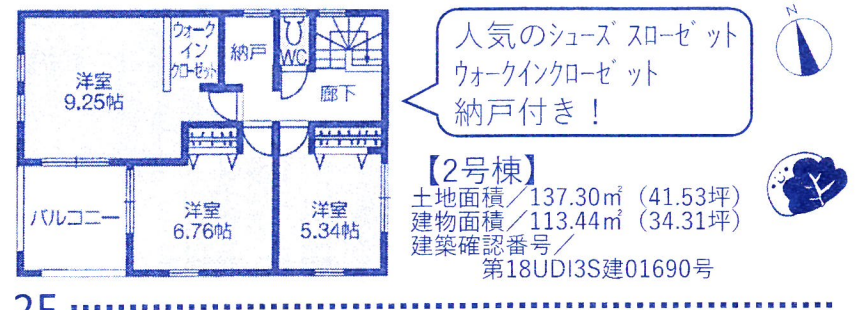 ウォーク
イン
クローゼット
納戸
WC
洋室
9.25帖
廊下
バルコニー
洋室
6.76帖
洋室
5.34帖
人気のシューズスローゼット
ウォークインクローゼット
納戸付き！
N
【2号棟】
土地面積／137.30㎡（41.53坪）
建物面積／113.44㎡（34.31坪）
建築確認番号／
第18UDI3S建01690号
2F